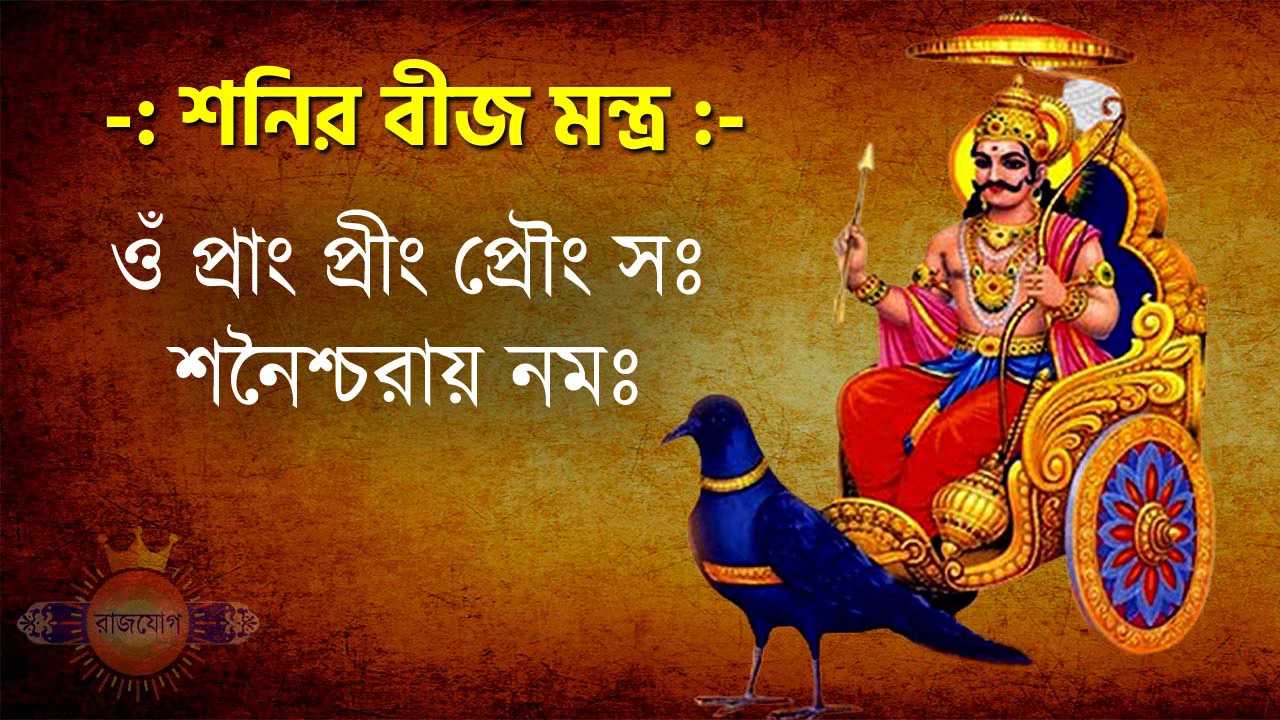 -: শনির বীজ মন্ত্র :-
ওঁ প্রাং প্রীং প্রৌং সঃ
শনৈশ্চরায় নমঃ
রাজযোগ